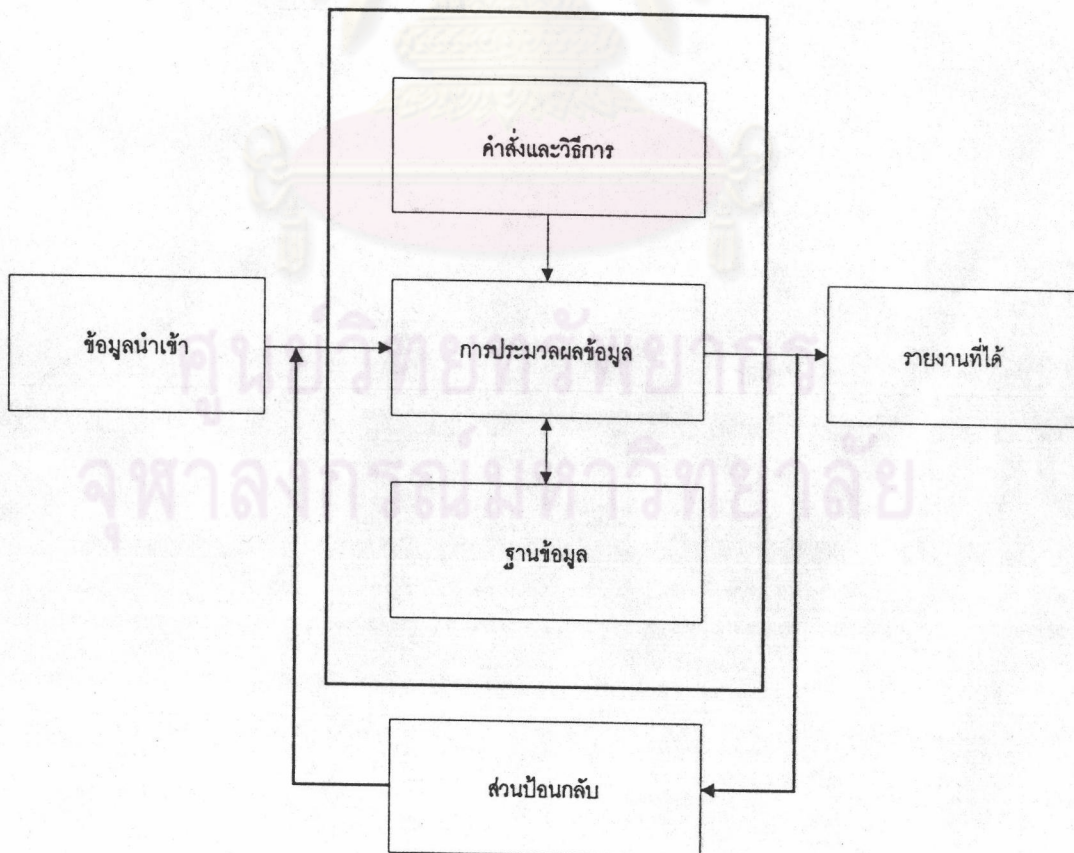 คำสั่งและวิธีการ
ข้อมูลนำเข้า
การประมวลผลข้อมูล
รายงานที่ได้
ศูนย์วิทยทรัพยากร
จุฬาลงกรณ์มหาวิทยาลัย
ฐานข้อมูล
ส่วนป้อนกลับ